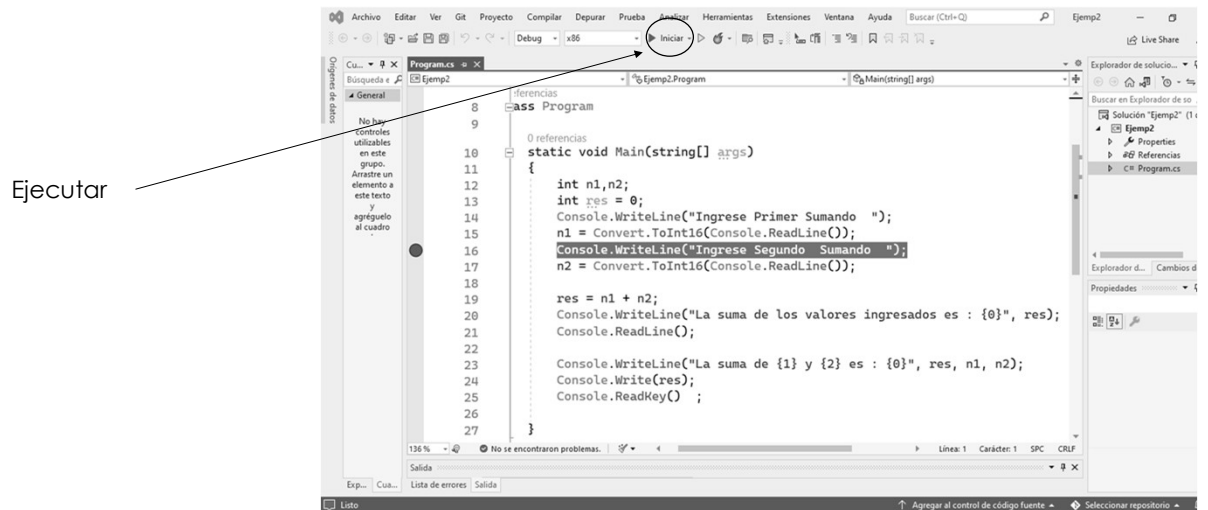 Archivo Editar Ver Git Proyecto Compilar Depurar Prueba Analizar Herramientas Extensiones Ventana Ayuda Buscar (Ctrl+Q) Ejemp2
Debug x86 Iniciar Live Share
Orígenes de datos
Cu...
Búsqueda e
General
No hay
controles
utilizables
en este
grupo.
Arrastre un
elemento a
este texto
y
agréguelo
al cuadro
Exp... Cua...
Ejecutar
Program.cs
Ejemp2 Ejemp2.Program Main(string[] args)
ferencias
8 ass Program
9
0 referencias
10 static void Main(string[] args)
11 {
12 int n1,n2;
13 int res = 0;
14 Console.WriteLine("Ingrese Primer Sumando ");
15 n1 = Convert.ToInt16(Console.ReadLine());
16 Console.WriteLine("Ingrese Segundo Sumando ");
17 n2 = Convert.ToInt16(Console.ReadLine());
18
19 res = n1 + n2;
20 Console.WriteLine("La suma de los valores ingresados es : {0}", res);
21 Console.ReadLine();
22
23 Console.WriteLine("La suma de {1} y {2} es : {0}", res, n1, n2);
24 Console.Write(res);
25 Console.ReadKey() ;
26
27 }
136 % No se encontraron problemas. Línea: 1 Carácter: 1 SPC CRLF
Salida
Lista de errores Salida
Explorador de solucio...
Buscar en Explorador de so
Solución "Ejemp2" (1
Ejemp2
Properties
Referencias
C# Program.cs
Explorador d... Cambios d
Propiedades
Listo Agregar al control de código fuente Seleccionar repositorio